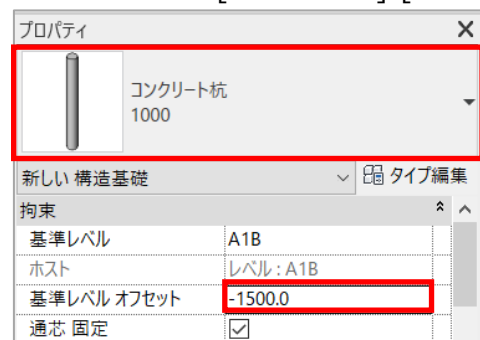 プロパティ
コンクリート杭
1000
新しい 構造基礎
タイプ編集
拘束
基準レベル A1B
ホスト レベル : A1B
基準レベル オフセット -1500.0
通芯 固定